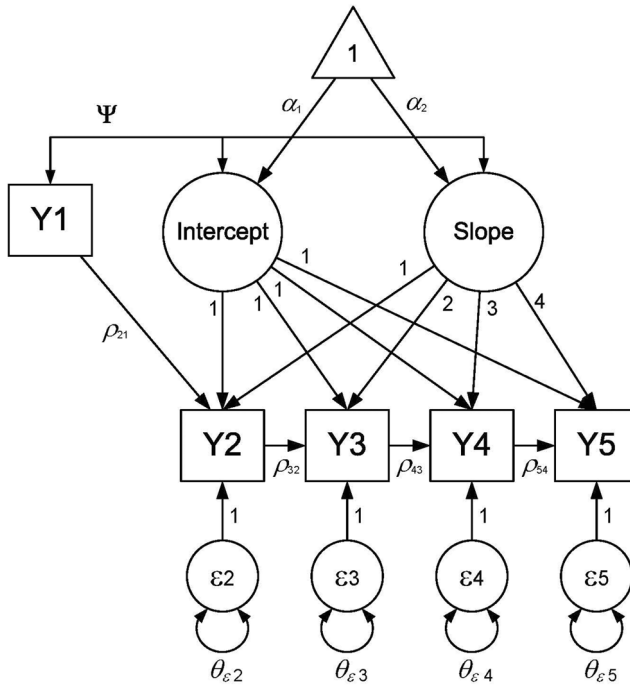 1
α₁ α₂
Ψ
Y1 Intercept Slope
1 1 1 1 1 2 3 4
ρ₂₁
Y2 Y3 Y4 Y5
ρ₃₂ ρ₄₃ ρ₅₄
1 1 1 1
ε2 ε3 ε4 ε5
θε2 θε3 θε4 θε5